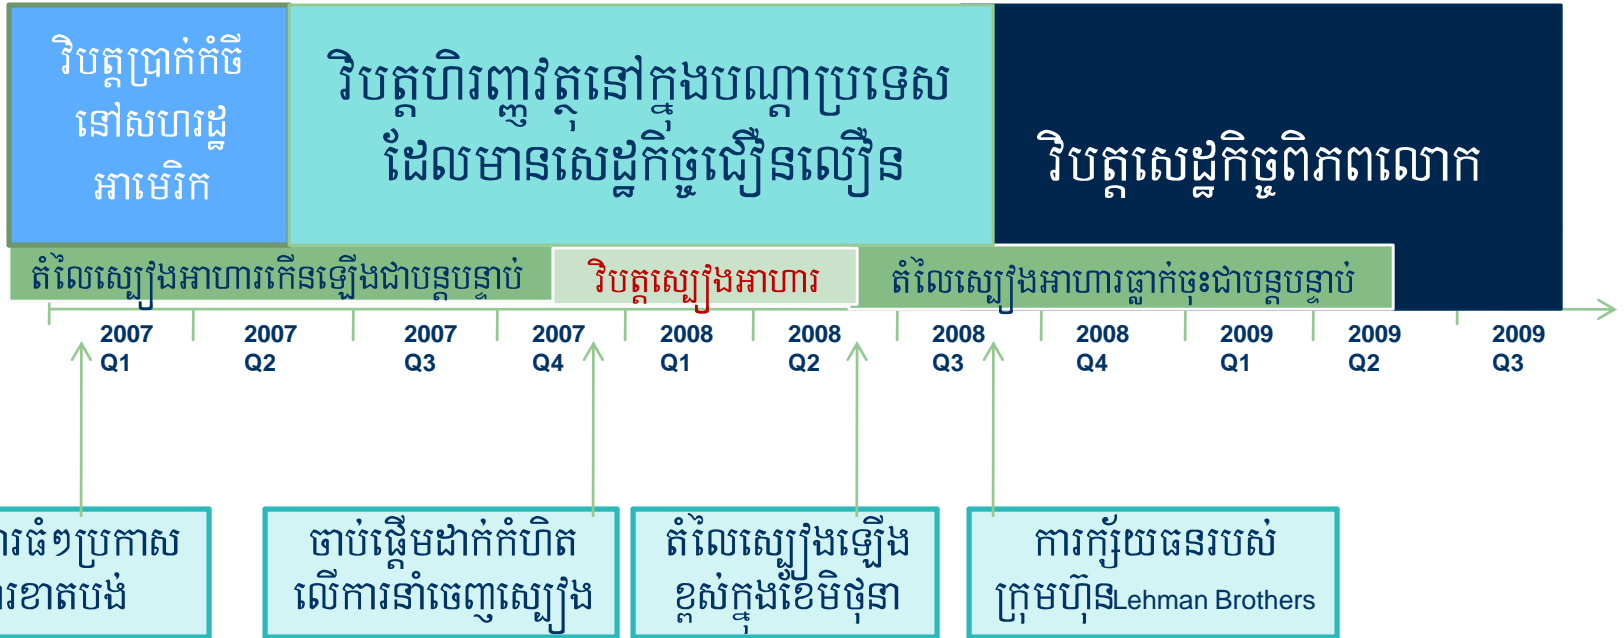 វិបត្តប្រាក់កំចី
នៅសហរដ្ឋ
អាមេរិក
វិបត្តហិរញ្ញវត្ថុនៅក្នុងបណ្តាប្រទេស
ដែលមានសេដ្ឋកិច្ចជឿនលឿន
វិបត្តសេដ្ឋកិច្ចពិភពលោក
តំលៃស្បៀងអាហារកើនឡើងជាបន្តបន្ទាប់
វិបត្តស្បៀងអាហារ
តំលៃស្បៀងអាហារធ្លាក់ចុះជាបន្តបន្ទាប់
2007 Q1
2007 Q2
2007 Q3
2007 Q4
2008 Q1
2008 Q2
2008 Q3
2008 Q4
2009 Q1
2009 Q2
2009 Q3
ធំៗប្រកាស
ខាតបង់
ចាប់ផ្តើមដាក់កំហិត
លើការនាំចេញស្បៀង
តំលៃស្បៀងឡើង
ខ្ពស់ក្នុងខែមិថុនា
ការក្ស័យធនរបស់
ក្រុមហ៊ុនLehman Brothers